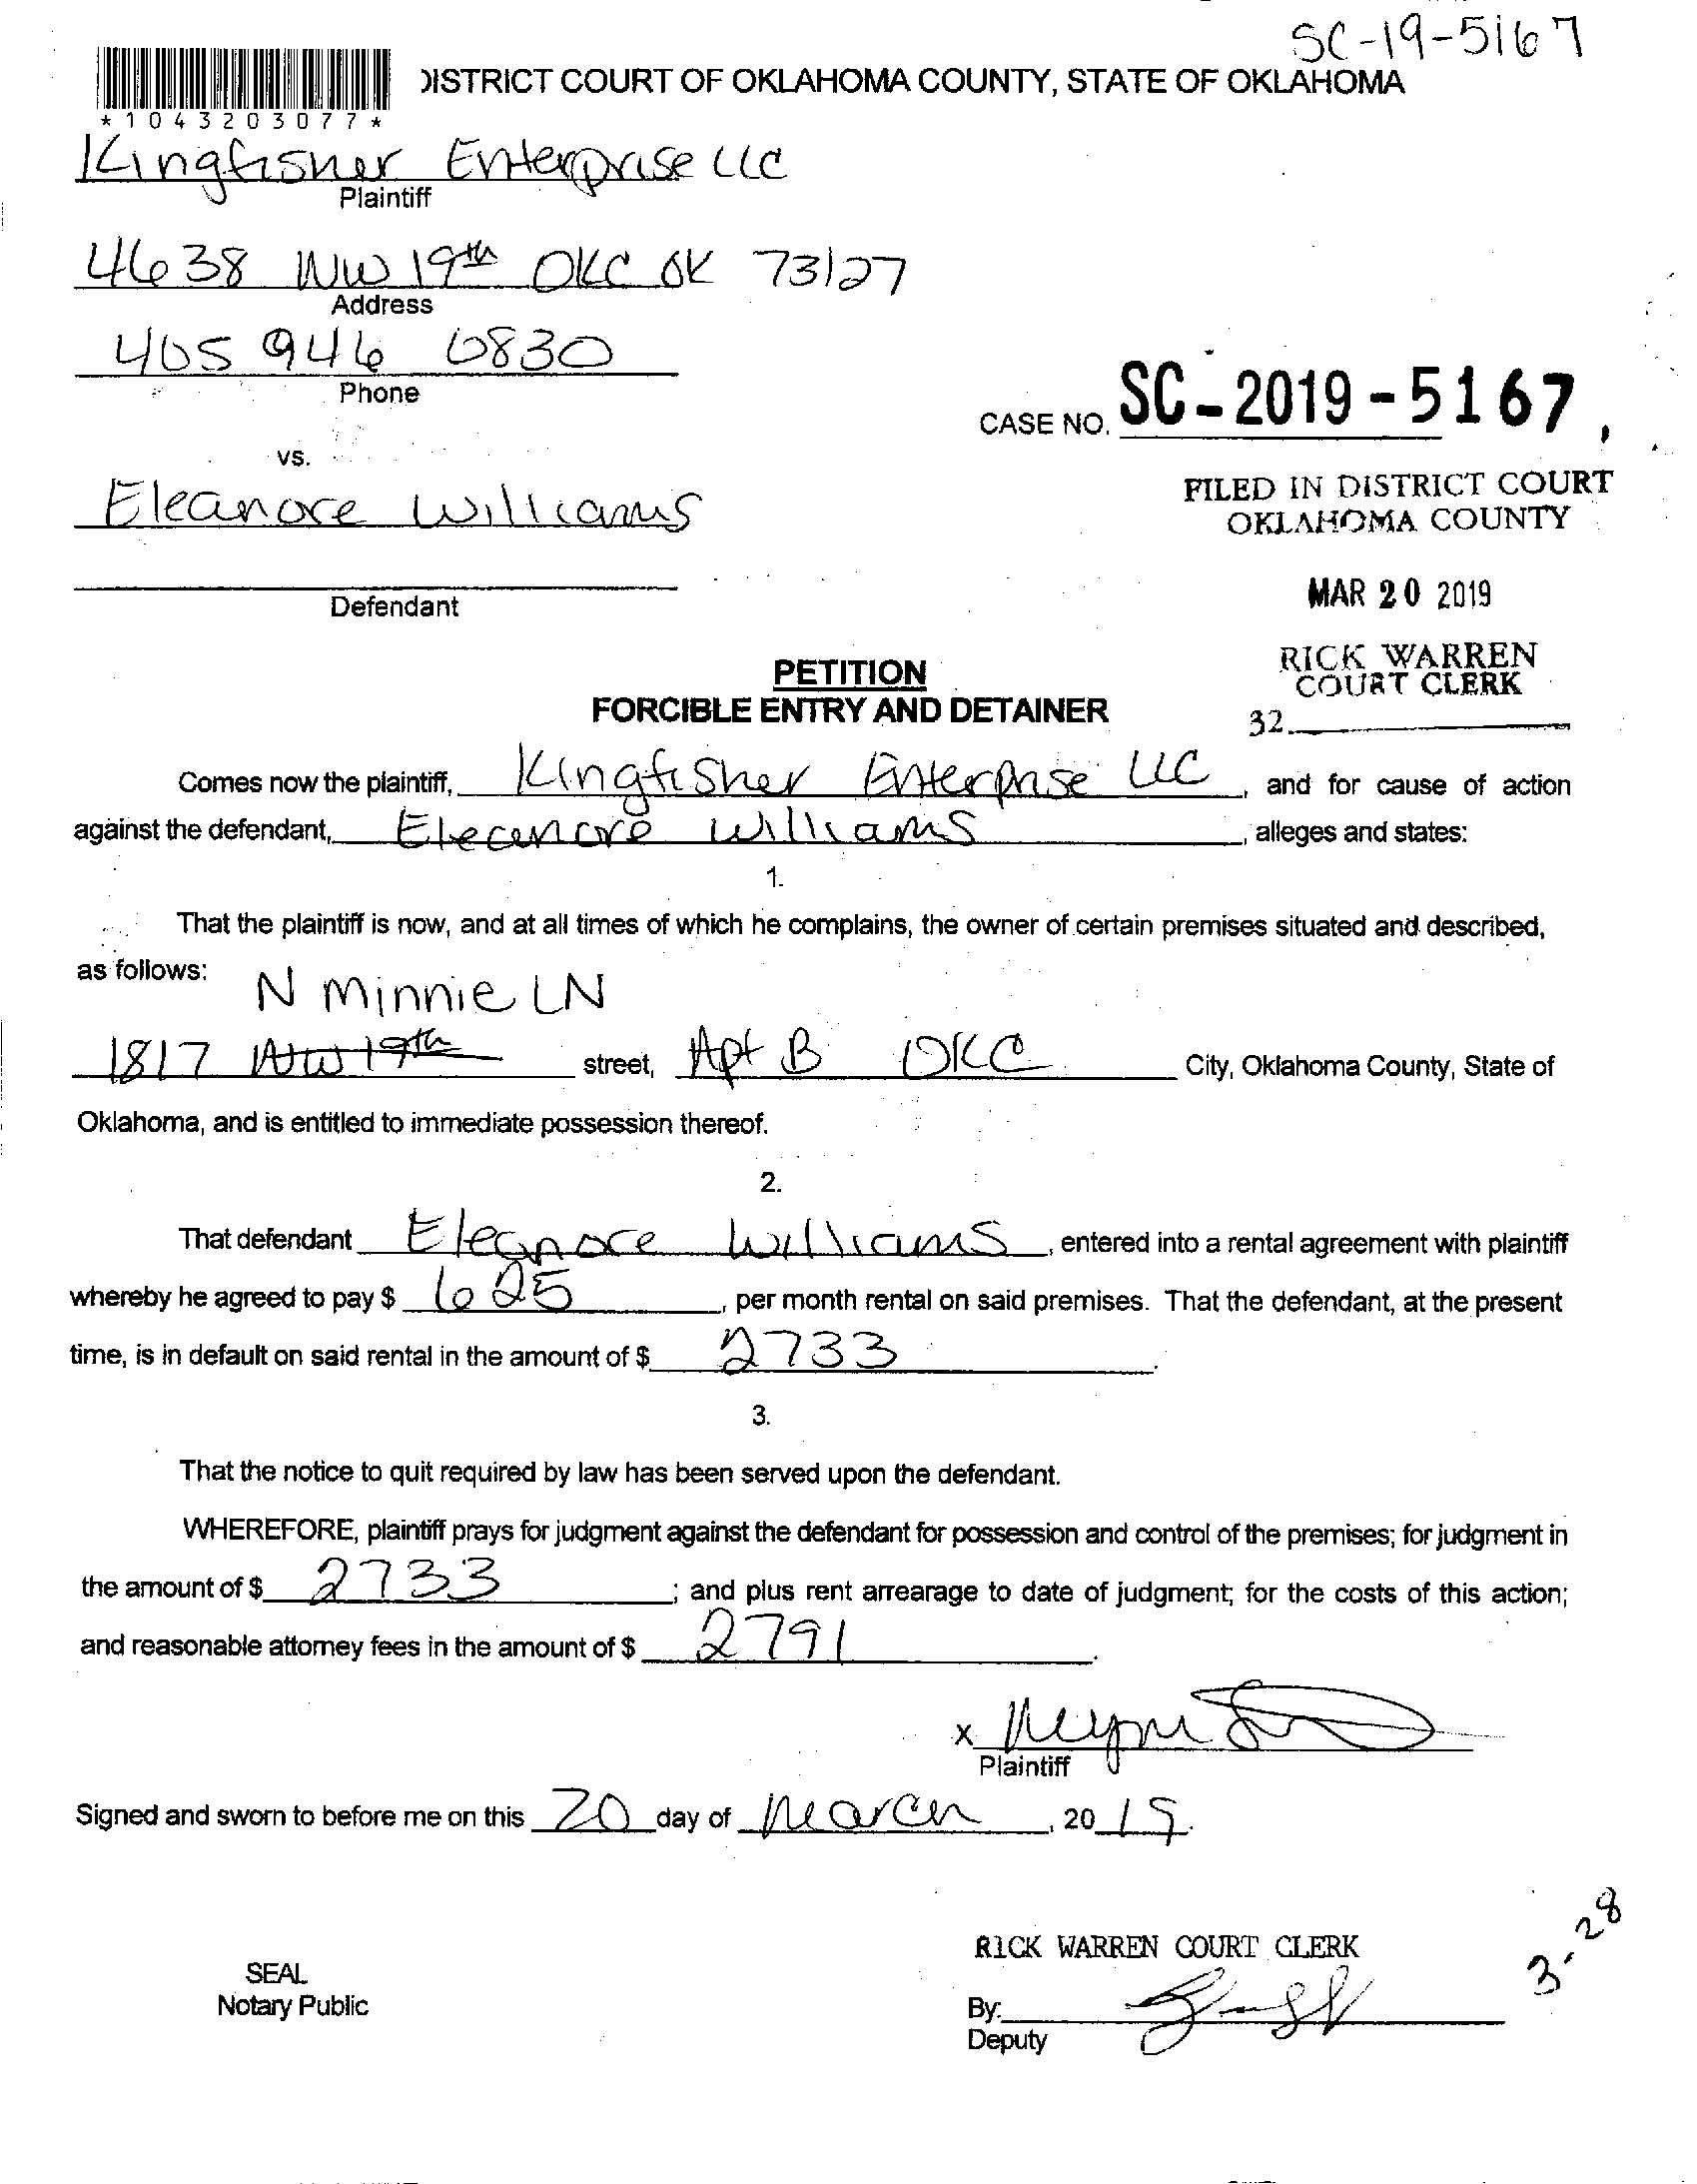 SC-19-5167
DISTRICT COURT OF OKLAHOMA COUNTY, STATE OF OKLAHOMA
*1043203077*
Kingfisher Enterprise LLC
Plaintiff
4638 NW 19th OKC OK 73127
Address
405 946 0830
Phone
CASE NO. SC-2019-5167,
vs.
Eleanore Williams
FILED IN DISTRICT COURT
OKLAHOMA COUNTY
Defendant
MAR 20 2019
RICK WARREN
COURT CLERK
32
PETITION
FORCIBLE ENTRY AND DETAINER
Comes now the plaintiff, Kingfisher Enterprise LLC, and for cause of action
against the defendant, Eleanore Williams, alleges and states:
1.
That the plaintiff is now, and at all times of which he complains, the owner of certain premises situated and described,
as follows:
N Minnie LN
1817 NW 19th street, Apt B OKC City, Oklahoma County, State of
Oklahoma, and is entitled to immediate possession thereof.
2.
That defendant Eleanore Williams, entered into a rental agreement with plaintiff
whereby he agreed to pay $ 625, per month rental on said premises. That the defendant, at the present
time, is in default on said rental in the amount of $ 2733.
3.
That the notice to quit required by law has been served upon the defendant.
WHEREFORE, plaintiff prays for judgment against the defendant for possession and control of the premises; for judgment in
the amount of $ 2733; and plus rent arrearage to date of judgment; for the costs of this action;
and reasonable attorney fees in the amount of $ 2791.
X
Plaintiff
Signed and sworn to before me on this 20 day of March, 2019.
3-28
RICK WARREN COURT CLERK
SEAL
Notary Public
By:
Deputy